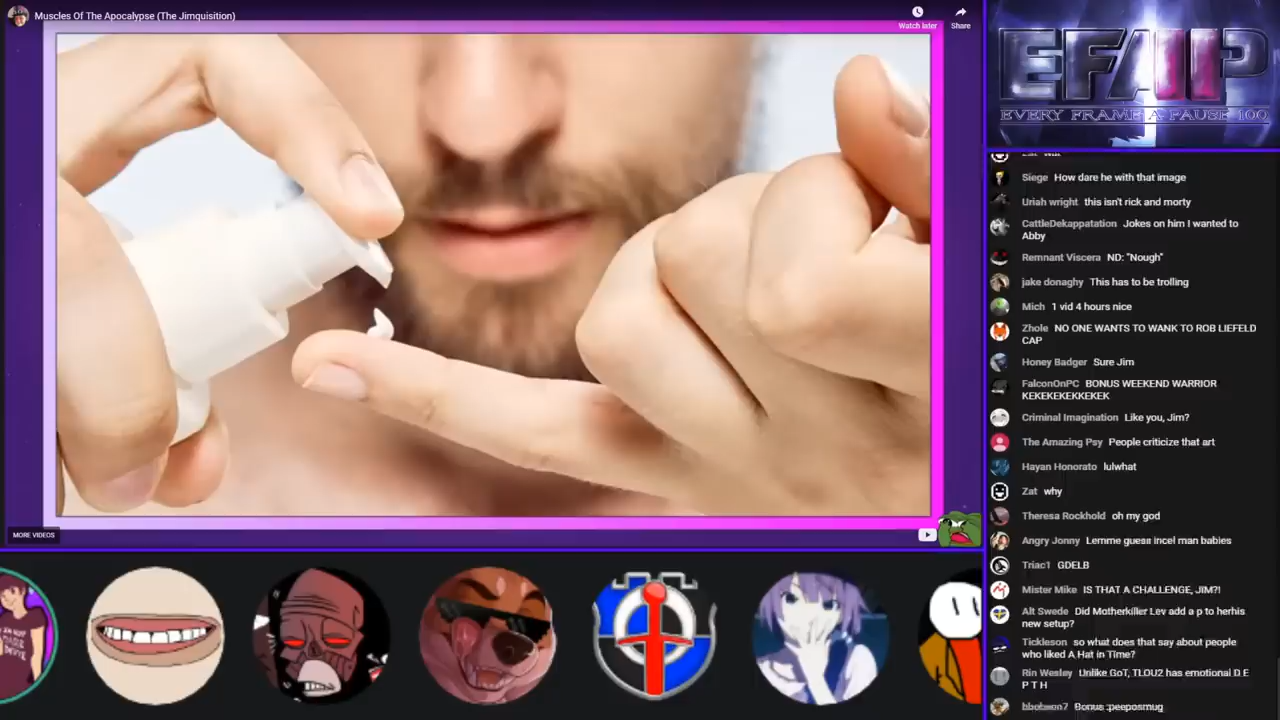 Muscles Of The Apocalypse (The Jimquisition)
Watch later
Share
MORE VIDEOS
EFAP
EVERY FRAME A PAUSE 100
Siege How dare he with that image
Uriah wright this isn't rick and morty
CattleDekappatation Jokes on him I wanted to
Abby
Remnant Viscera ND: "Nough"
jake donaghy This has to be trolling
Mich 1 vid 4 hours nice
Zhole NO ONE WANTS TO WANK TO ROB LIEFELD
CAP
Honey Badger Sure Jim
FalconOnPC BONUS WEEKEND WARRIOR
KEKEKEKEKKEKEK
Criminal Imagination Like you, Jim?
The Amazing Psy People criticize that art
Hayan Honorato lulwhat
Zat why
Theresa Rockhold oh my god
Angry Jonny Lemme guess incel man babies
Triac1 GDELB
Mister Mike IS THAT A CHALLENGE, JIM?!
Alt Swede Did Motherkiller Lev add a p to herhis
new setup?
Tickleson so what does that say about people
who liked A Hat in Time?
Rin Wesley Unlike GoT, TLOU2 has emotional D E
P T H
Bonus :peeposmug